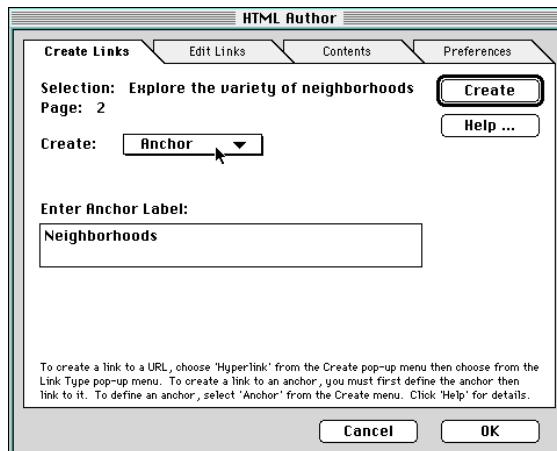 HTML Author
Create Links Edit Links Contents Preferences
Selection: Explore the variety of neighborhoods
Create
Page: 2
Help ...
Create: Anchor
Enter Anchor Label:
Neighborhoods
To create a link to a URL, choose 'Hyperlink' from the Create pop-up menu then choose from the
Link Type pop-up menu. To create a link to an anchor, you must first define the anchor then
link to it. To define an anchor, select 'Anchor' from the Create menu. Click 'Help' for details.
Cancel OK